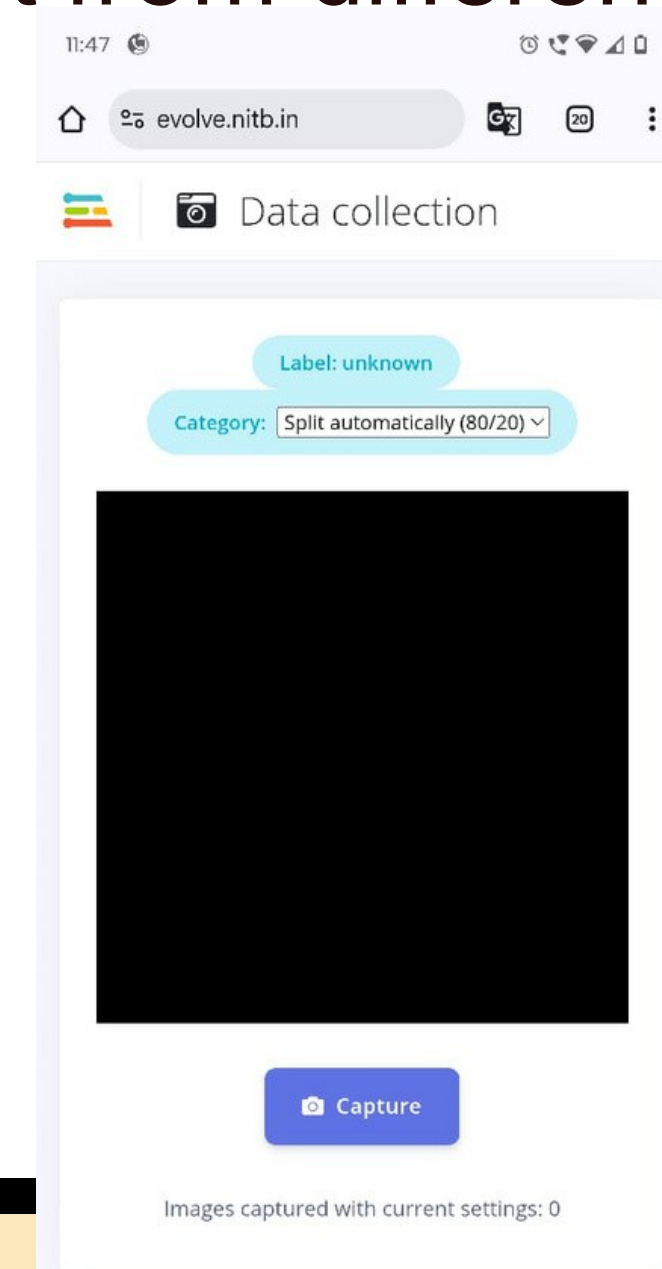 11:47
evolve.nitb.in
20
Data collection
Label: unknown
Category: Split automatically (80/20)
Capture
Images captured with current settings: 0